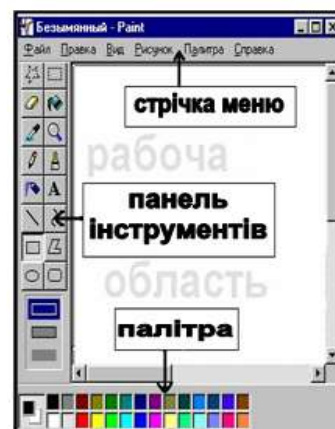 Безымянный - Paint
Файл Правка Вид Рисунок Палитра Справка
стрічка меню
рабоча
A
панель
інструментів
область
палітра